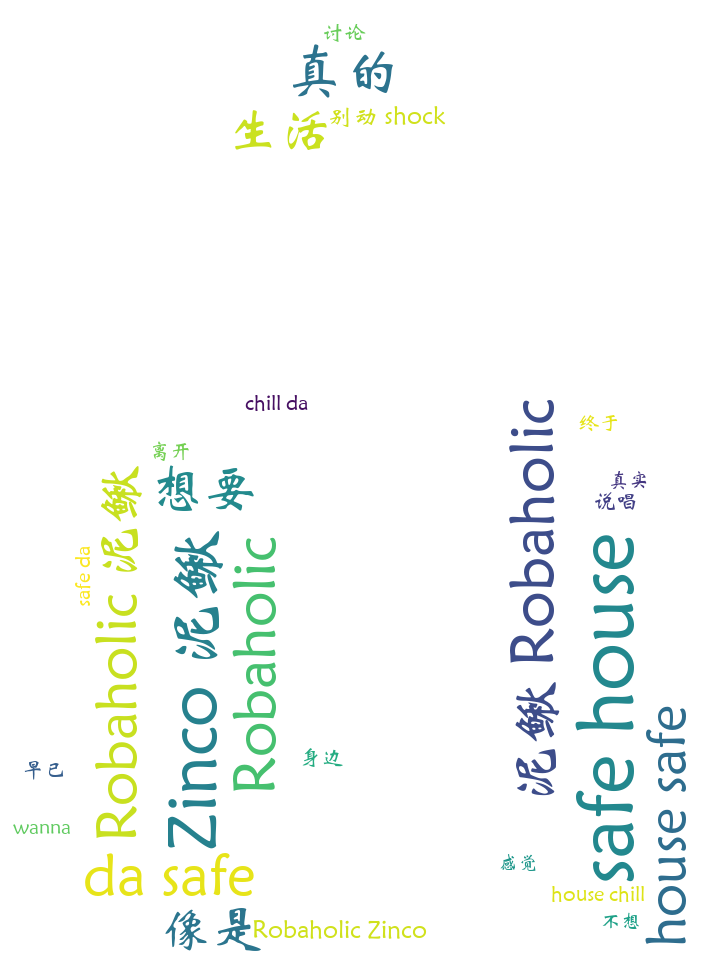 讨论
真的
生活
别动 shock
chill da
离开
想要
终于
真实
说唱
Robaholic 泥鳅
safe da
Zinco 泥鳅
Robaholic
泥鳅 Robaholic
safe house
house safe
身边
早已
wanna
da safe
感觉
house chill
不想
像是
Robaholic Zinco